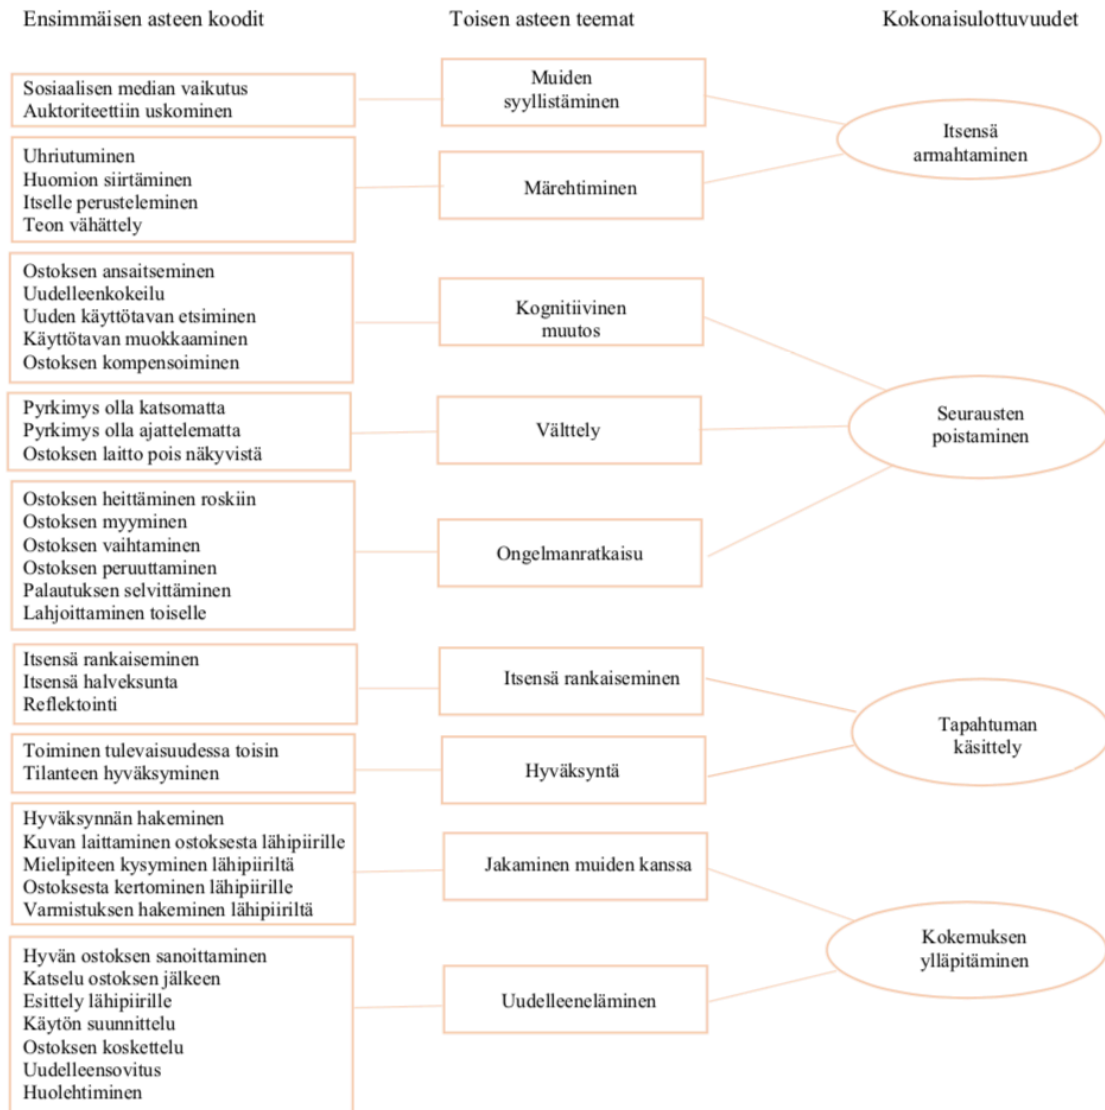 Ensimmäisen asteen koodit
Toisen asteen teemat
Kokonaisulottuvuudet
Sosiaalisen median vaikutus
Auktoriteettiin uskominen
Muiden
syyllistäminen
Itsensä
armahtaminen
Uhriutuminen
Huomion siirtäminen
Itselle perusteleminen
Teon vähättely
Märehtiminen
Ostoksen ansaitseminen
Uudelleenkokeilu
Uuden käyttötavan etsiminen
Käyttötavan muokkaaminen
Ostoksen kompensoiminen
Kognitiivinen
muutos
Seurausten
poistaminen
Pyrkimys olla katsomatta
Pyrkimys olla ajattelematta
Ostoksen laitto pois näkyvistä
Välttely
Ostoksen heittäminen roskiin
Ostoksen myyminen
Ostoksen vaihtaminen
Ostoksen peruuttaminen
Palautuksen selvittäminen
Lahjoittaminen toiselle
Ongelmanratkaisu
Itsensä rankaiseminen
Itsensä halveksunta
Reflektointi
Itsensä rankaiseminen
Tapahtuman
käsittely
Toiminen tulevaisuudessa toisin
Tilanteen hyväksyminen
Hyväksyntä
Hyväksynnän hakeminen
Kuvan laittaminen ostoksesta lähipiirille
Mielipiteen kysyminen lähipiiriltä
Ostoksesta kertominen lähipiirille
Varmistuksen hakeminen lähipiiriltä
Jakaminen muiden kanssa
Kokemuksen
ylläpitäminen
Hyvän ostoksen sanoittaminen
Katselu ostoksen jälkeen
Esittely lähipiirille
Käytön suunnittelu
Ostoksen koskettelu
Uudelleensovitus
Huolehtiminen
Uudelleeneläminen